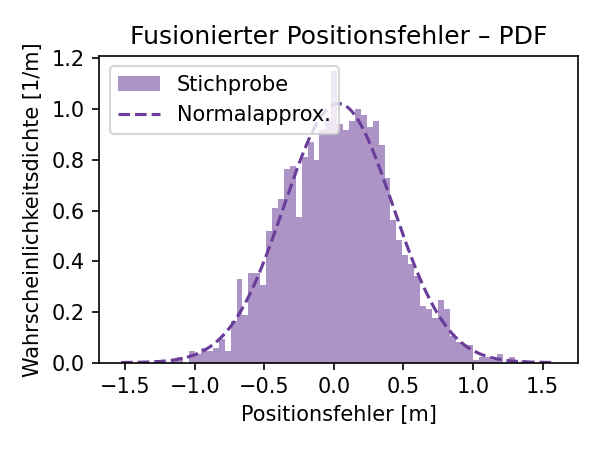 Fusionierter Positionsfehler – PDF
Wahrscheinlichkeitsdichte [1/m]
1.2
1.0
0.8
0.6
0.4
0.2
0.0
Stichprobe
Normalapprox.
−1.5 −1.0 −0.5 0.0 0.5 1.0 1.5
Positionsfehler [m]